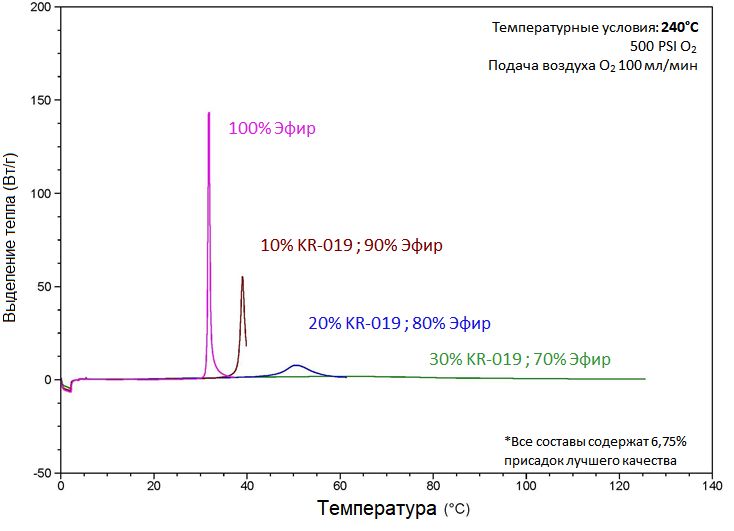 200
150
100
50
0
-50
Выделение теппа (Вт/г)
Температурные условия: 240°C
500 PSI O2
Подача воздуха O2 100 мл/мин
100% Эфир
10% KR-019 ; 90% Эфир
20% KR-019 ; 80% Эфир
30% KR-019 ; 70% Эфир
*Все составы содержат 6,75%
присадок лучшего качества
0 20 40 60 80 100 120 140
Температура (°C)